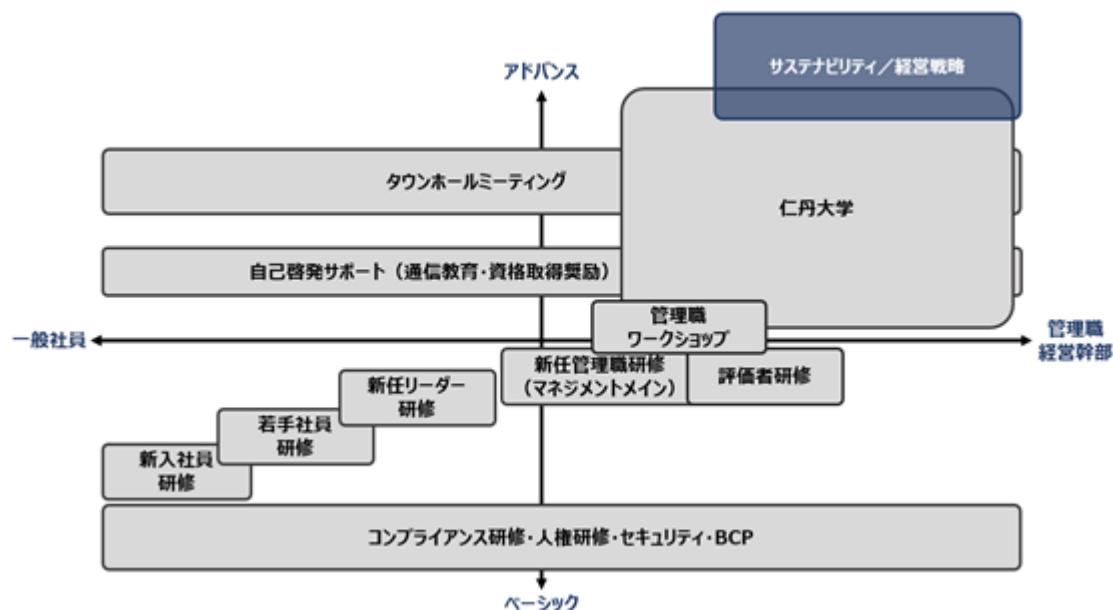 サステナビリティ／経営戦略
アドバンス
タウンホールミーティング
仁丹大学
自己啓発サポート（通信教育・資格取得奨励）
管理職
ワークショップ
一般社員
管理職
経営幹部
新任管理職研修
（マネジメントメイン）
評価者研修
新任リーダー
研修
若手社員
研修
新入社員
研修
コンプライアンス研修・人権研修・セキュリティ・BCP
ベーシック